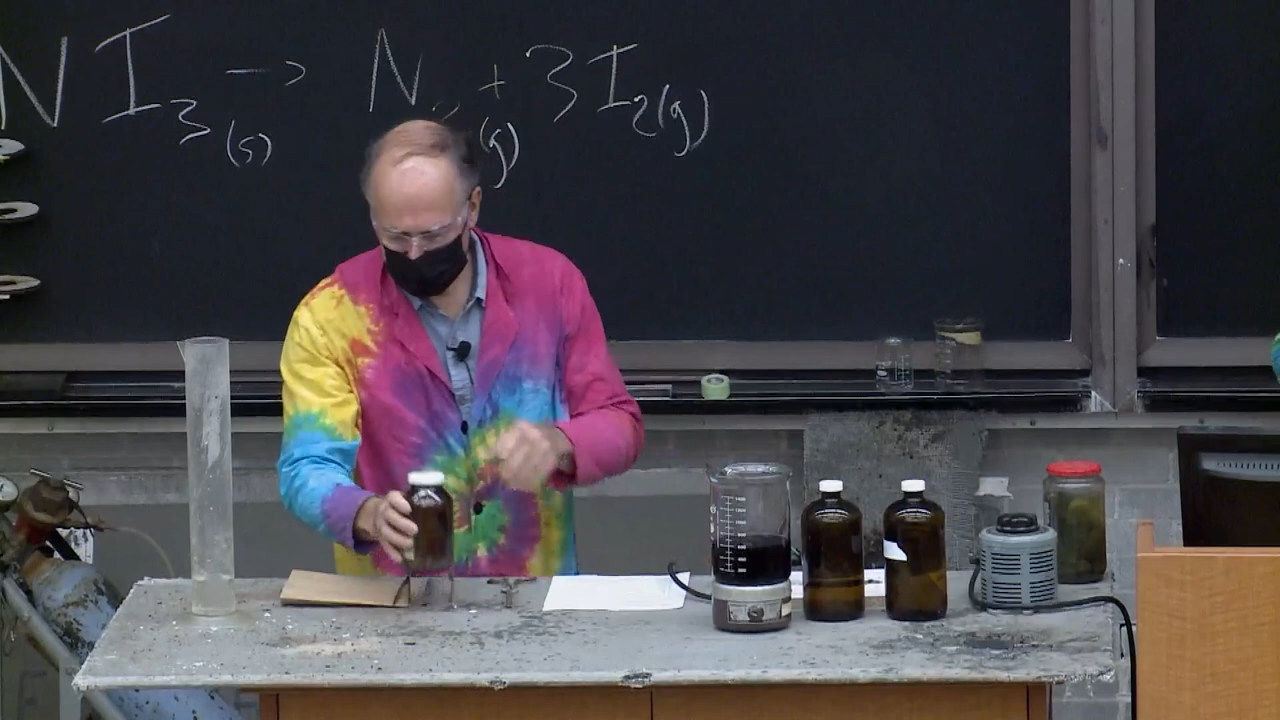 NI₃(s) → N₂(g) + 3I₂(g)